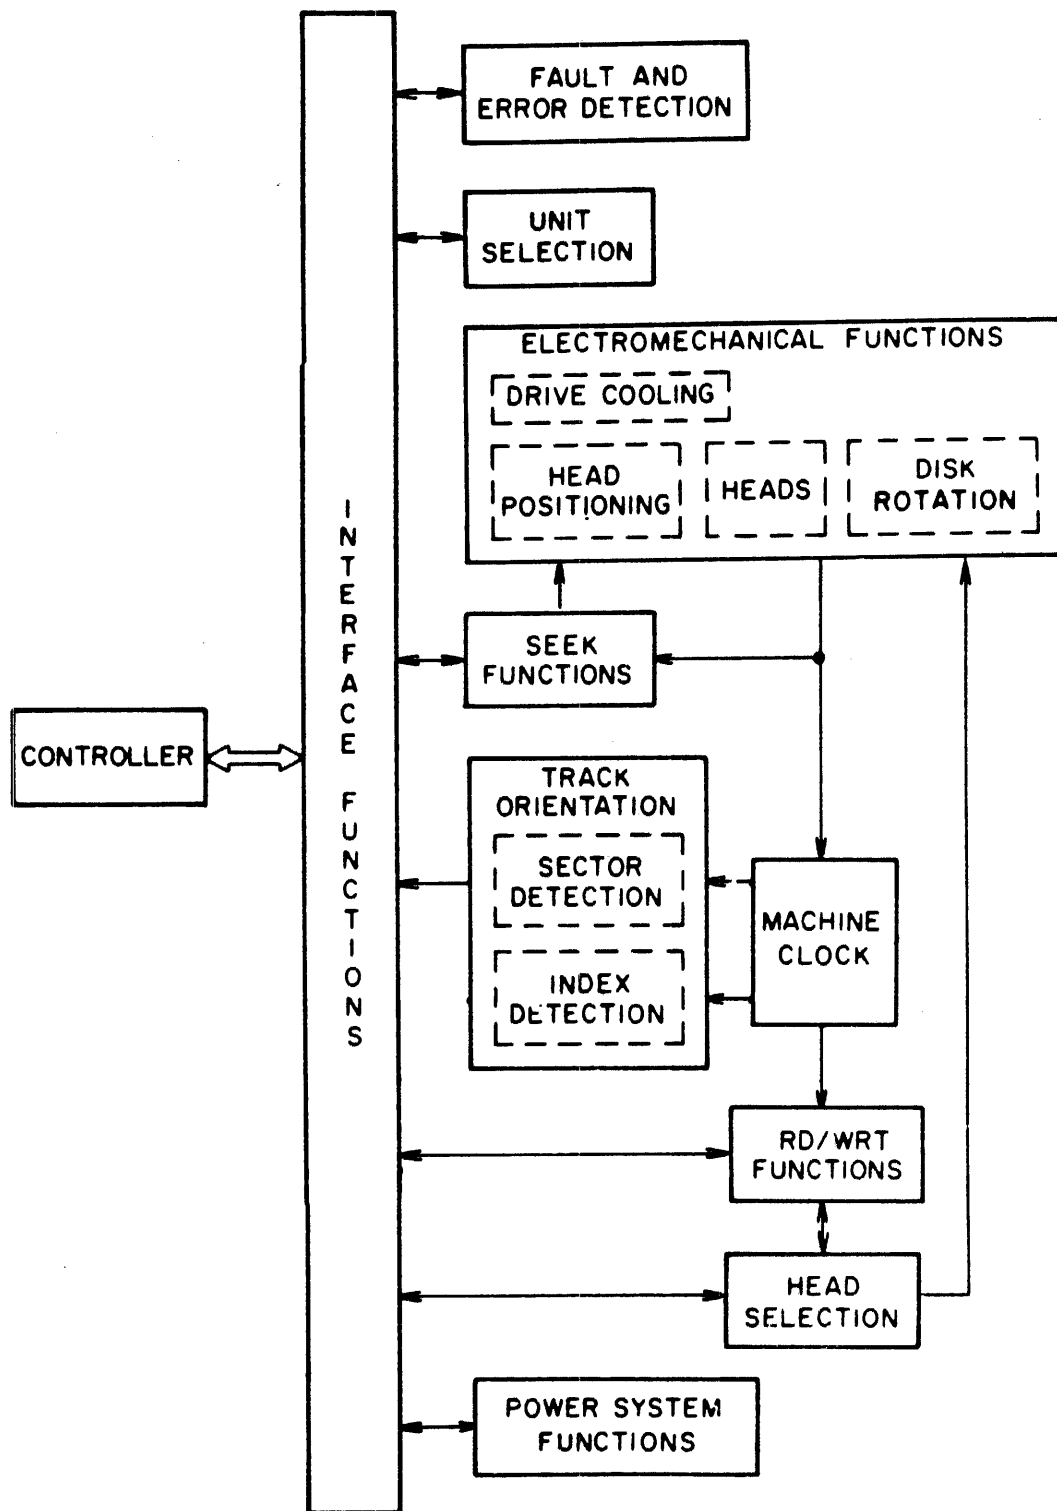 FAULT AND
ERROR DETECTION
UNIT
SELECTION
ELECTROMECHANICAL FUNCTIONS
DRIVE COOLING
HEAD
POSITIONING
HEADS
DISK
ROTATION
INTERFACE FUNCTIONS
SEEK
FUNCTIONS
CONTROLLER
TRACK
ORIENTATION
SECTOR
DETECTION
INDEX
DETECTION
MACHINE
CLOCK
RD/WRT
FUNCTIONS
HEAD
SELECTION
POWER SYSTEM
FUNCTIONS